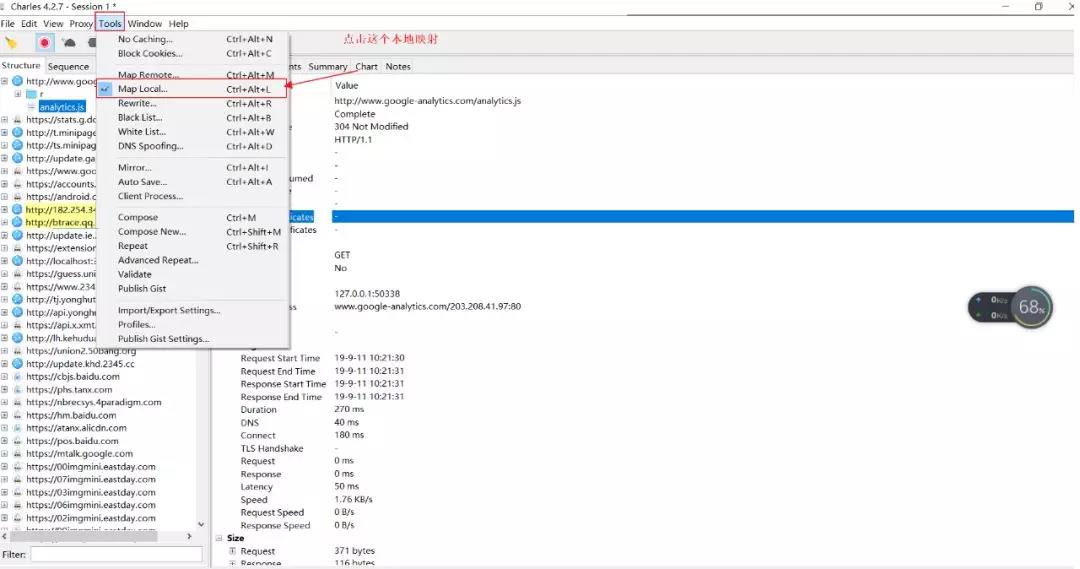 Charles 4.2.7 - Session 1 *
File Edit View Proxy Tools Window Help
No Caching... Ctrl+Alt+N
点击这个本地映射
Block Cookies... Ctrl+Alt+C
Structure Sequence
Summary Chart Notes
Map Remote... Ctrl+Alt+M
http://www.goo
Value
Map Local... Ctrl+Alt+L
r
http://www.google-analytics.com/analytics.js
Rewrite... Ctrl+Alt+R
analytics.js
Complete
Black List... Ctrl+Alt+B
https://stats.g.do
304 Not Modified
White List... Ctrl+Alt+W
http://t.minipage
HTTP/1.1
DNS Spoofing... Ctrl+Alt+D
http://ts.minipag
-
http://update.ga
Mirror... Ctrl+Alt+I
-
https://www.goo
Auto Save... Ctrl+Alt+A
umed -
https://accounts.
Client Process... -
https://android.c
-
http://182.254.34
Compose Ctrl+M
icates -
http://btrace.qq.
Compose New... Ctrl+Shift+M
ificates -
http://update.ie.
Repeat Ctrl+Shift+R
https://extension
GET
http://localhost:3
Advanced Repeat...
No
https://guess.uni
Validate
https://www.234
Publish Gist
127.0.0.1:50338
http://tj.yonghut
ss www.google-analytics.com/203.208.41.97:80
http://api.yonghu
Import/Export Settings...
https://api.x.xmt.
Profiles...
-
http://lh.kehudua
Publish Gist Settings...
https://union2.50bang.org
http://update.khd.2345.cc
Request Start Time 19-9-11 10:21:30
https://cbjs.baidu.com
Request End Time 19-9-11 10:21:31
https://phs.tanx.com
Response Start Time 19-9-11 10:21:31
https://nbrecsys.4paradigm.com
Response End Time 19-9-11 10:21:31
https://hm.baidu.com
Duration 270 ms
https://atanx.alicdn.com
DNS 40 ms
https://pos.baidu.com
Connect 180 ms
https://mtalk.google.com
TLS Handshake -
https://00imgmini.eastday.com
Request 0 ms
https://07imgmini.eastday.com
Response 0 ms
https://03imgmini.eastday.com
Latency 50 ms
https://06imgmini.eastday.com
Speed 1.76 KB/s
https://02imgmini.eastday.com
Request Speed 0 B/s
Response Speed 0 B/s
Size
Filter:
Request 371 bytes
Response 116 bytes
0K/s
0K/s
68%